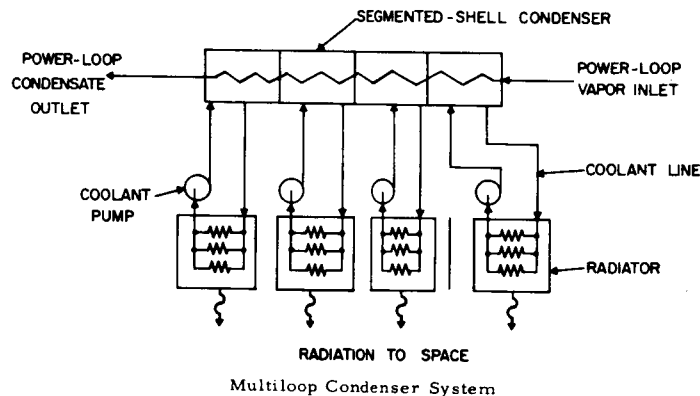 SEGMENTED-SHELL CONDENSER
POWER-LOOP
CONDENSATE
OUTLET
POWER-LOOP
VAPOR INLET
COOLANT
PUMP
COOLANT LINE
RADIATOR
RADIATION TO SPACE
Multiloop Condenser System